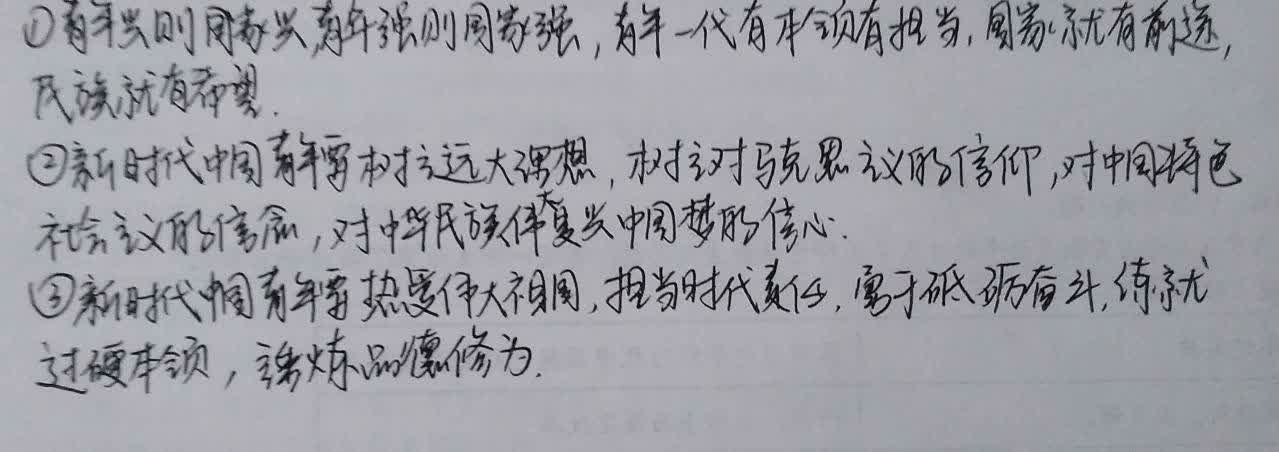 ①青年兴则国家兴,青年强则国家强,青年一代有本领有担当,国家就有前途,
民族就有希望.
②新时代中国青年要树立远大理想,树立对马克思主义的信仰,对中国特色
社会主义的信念,对中华民族伟大复兴中国梦的信心.
③新时代中国青年要热爱伟大祖国,担当时代责任,勇于砥砺奋斗,练就
过硬本领,锤炼品德修为.